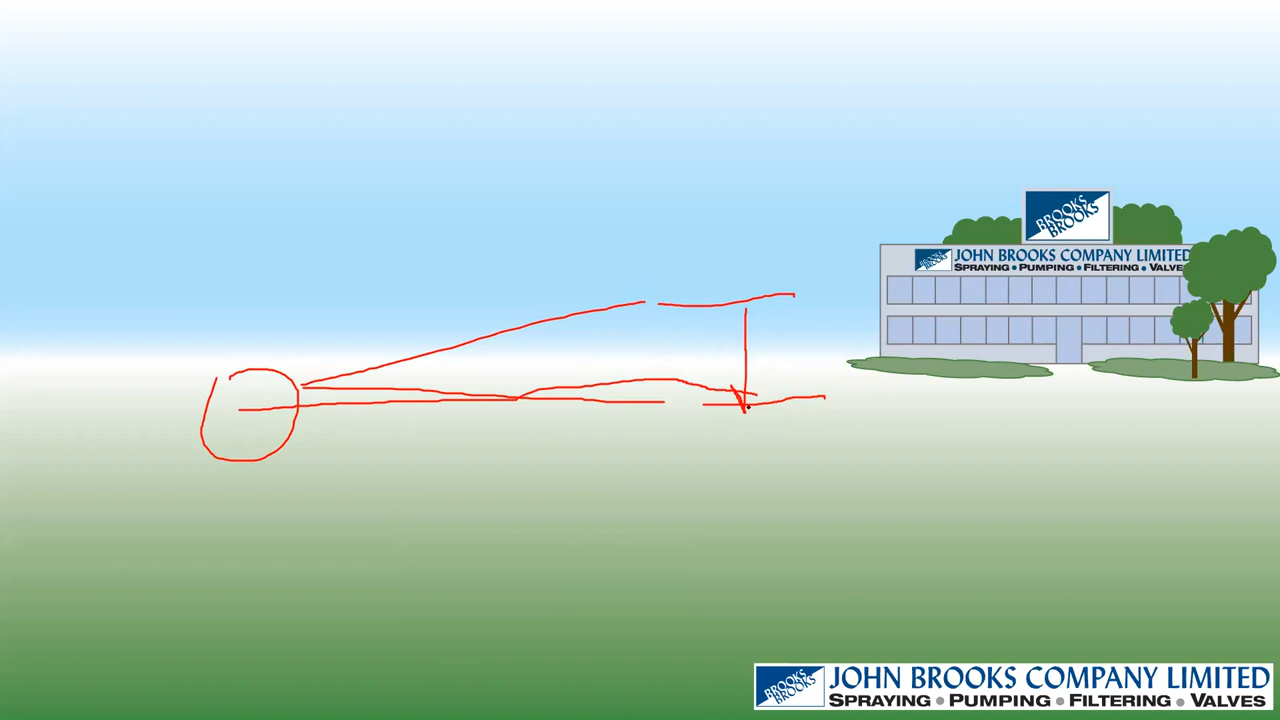 BROOKS
BROOKS
BROOKS
BROOKS
JOHN BROOKS COMPANY LIMITED
SPRAYING • PUMPING • FILTERING • VALVE
BROOKS
BROOKS
JOHN BROOKS COMPANY LIMITED
SPRAYING • PUMPING • FILTERING • VALVES